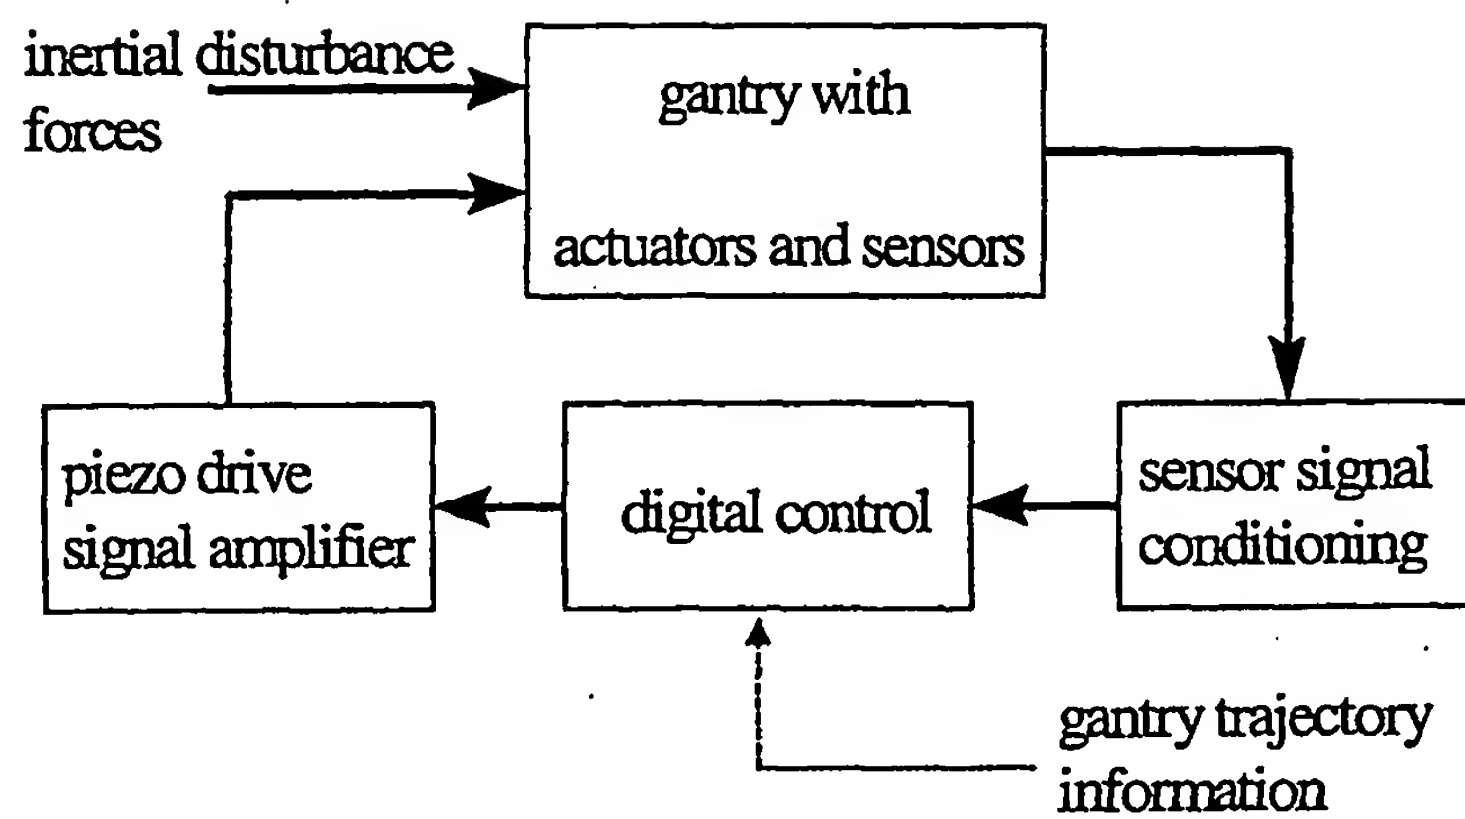 inertial disturbance
forces
gantry with
actuators and sensors
piezo drive
signal amplifier
digital control
sensor signal
conditioning
gantry trajectory
information